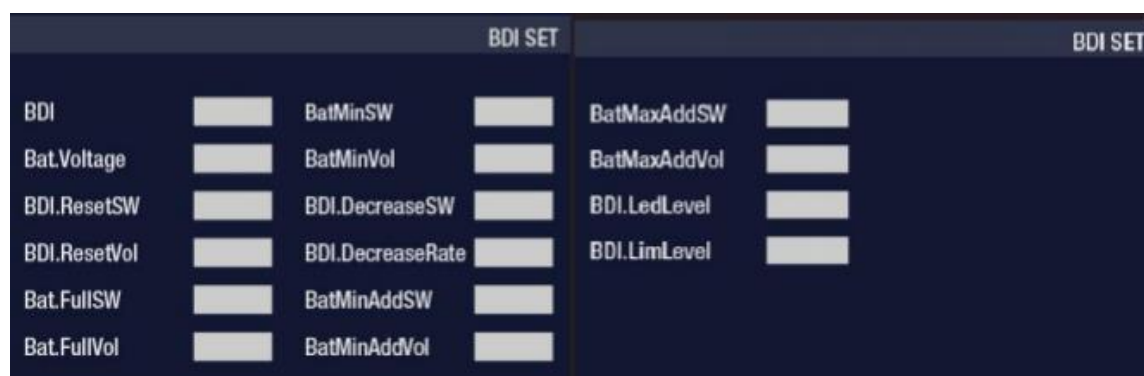 BDI SET
BDI
Bat.Voltage
BDI.ResetSW
BDI.ResetVol
Bat.FullSW
Bat.FullVol
BatMinSW
BatMinVol
BDI.DecreaseSW
BDI.DecreaseRate
BatMinAddSW
BatMinAddVol
BDI SET
BatMaxAddSW
BatMaxAddVol
BDI.LedLevel
BDI.LimLevel